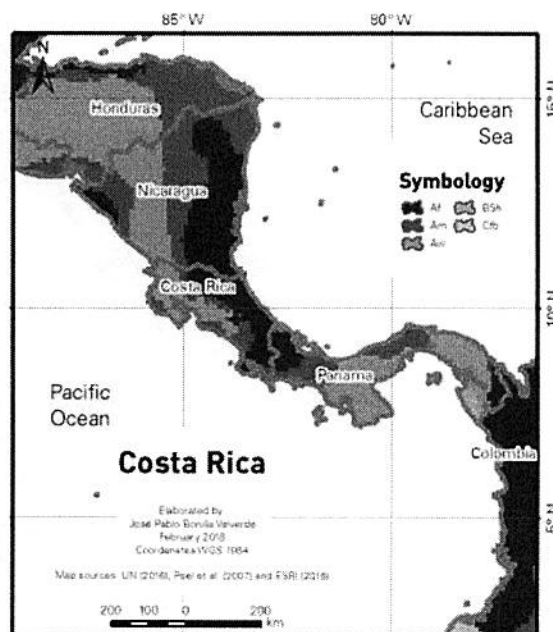 85° W
80° W
N
15° N
Honduras
Caribbean
Sea
Symbology
Af
BSh
Am
Cfb
Aw
Nicaragua
Costa Rica
10° N
Panama
Pacific
Ocean
Colombia
Costa Rica
Elaborated by
José Pablo Bonilla Valverde
February 2018
Coordenates WGS 1984
5° N
Map sources: UN (2016), Peel et al. (2007) and ESRI (2016)
200 100 0 200
km